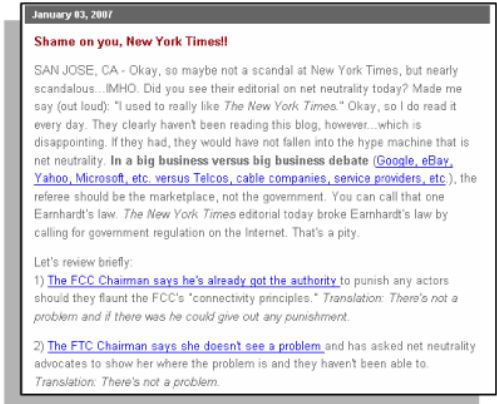 January 03, 2007
Shame on you, New York Times!!
SAN JOSE, CA - Okay, so maybe not a scandal at New York Times, but nearly
scandalous...IMHO. Did you see their editorial on net neutrality today? Made me
say (out loud): "I used to really like The New York Times." Okay, so I do read it
every day. They clearly haven't been reading this blog, however...which is
disappointing. If they had, they would have not fallen into the hype machine that is
net neutrality. In a big business versus big business debate (Google, eBay,
Yahoo, Microsoft, etc. versus Telcos, cable companies, service providers, etc.), the
referee should be the marketplace, not the government. You can call that one
Earnhardt's law. The New York Times editorial today broke Earnhardt's law by
calling for government regulation on the Internet. That's a pity.
Let's review briefly:
1) The FCC Chairman says he's already got the authority to punish any actors
should they flaunt the FCC's "connectivity principles." Translation: There's not a
problem and if there was he could give out any punishment.
2) The FTC Chairman says she doesn't see a problem and has asked net neutrality
advocates to show her where the problem is and they haven't been able to.
Translation: There's not a problem.